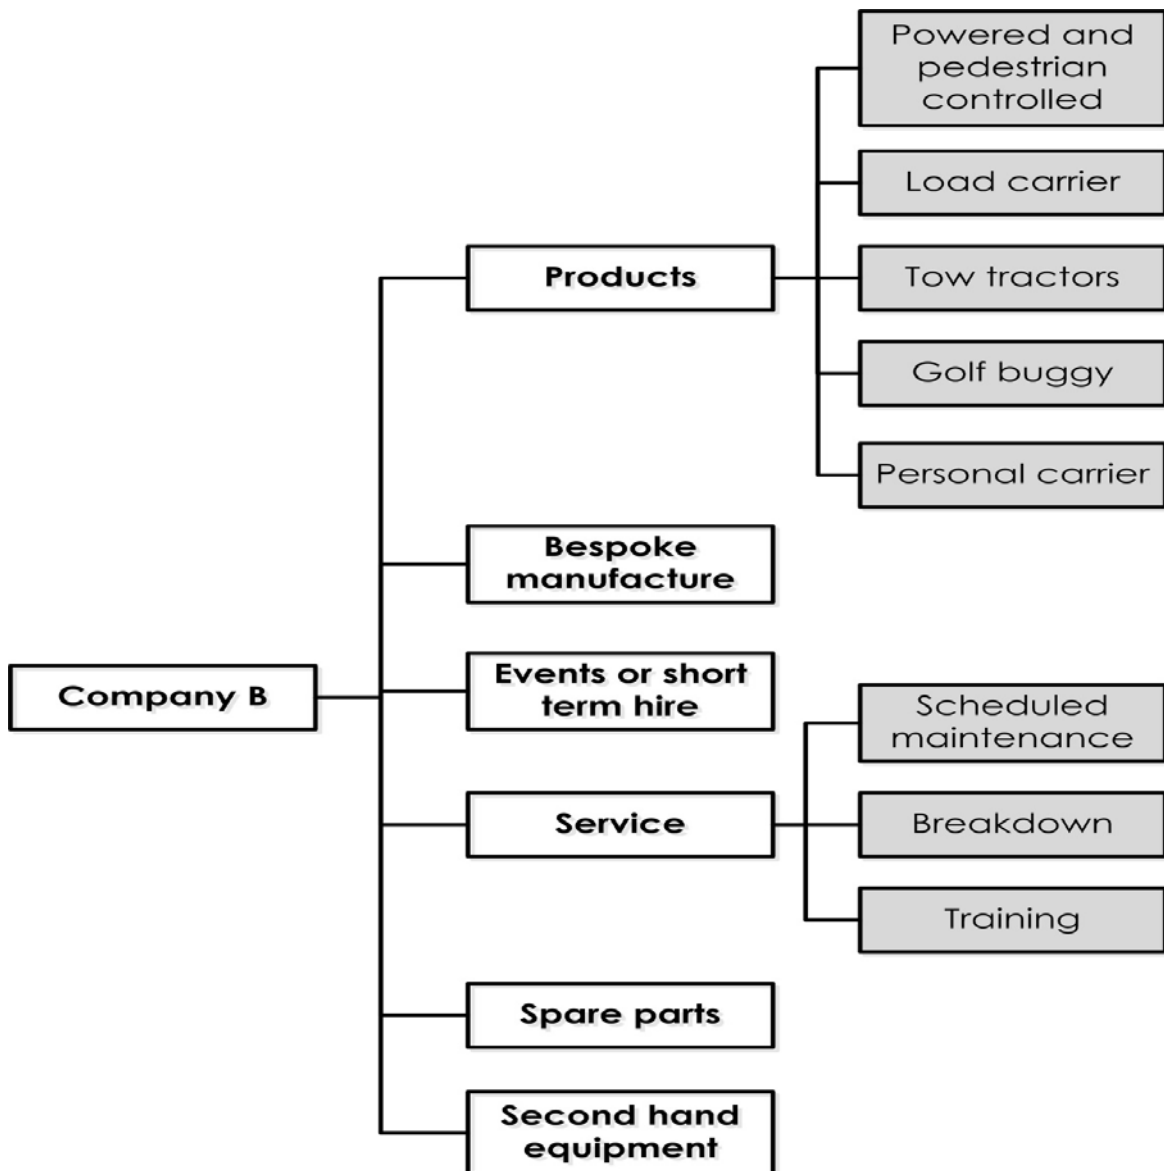 Company B
Products
Powered and
pedestrian
controlled
Load carrier
Tow tractors
Golf buggy
Personal carrier
Bespoke
manufacture
Events or short
term hire
Service
Scheduled
maintenance
Breakdown
Training
Spare parts
Second hand
equipment